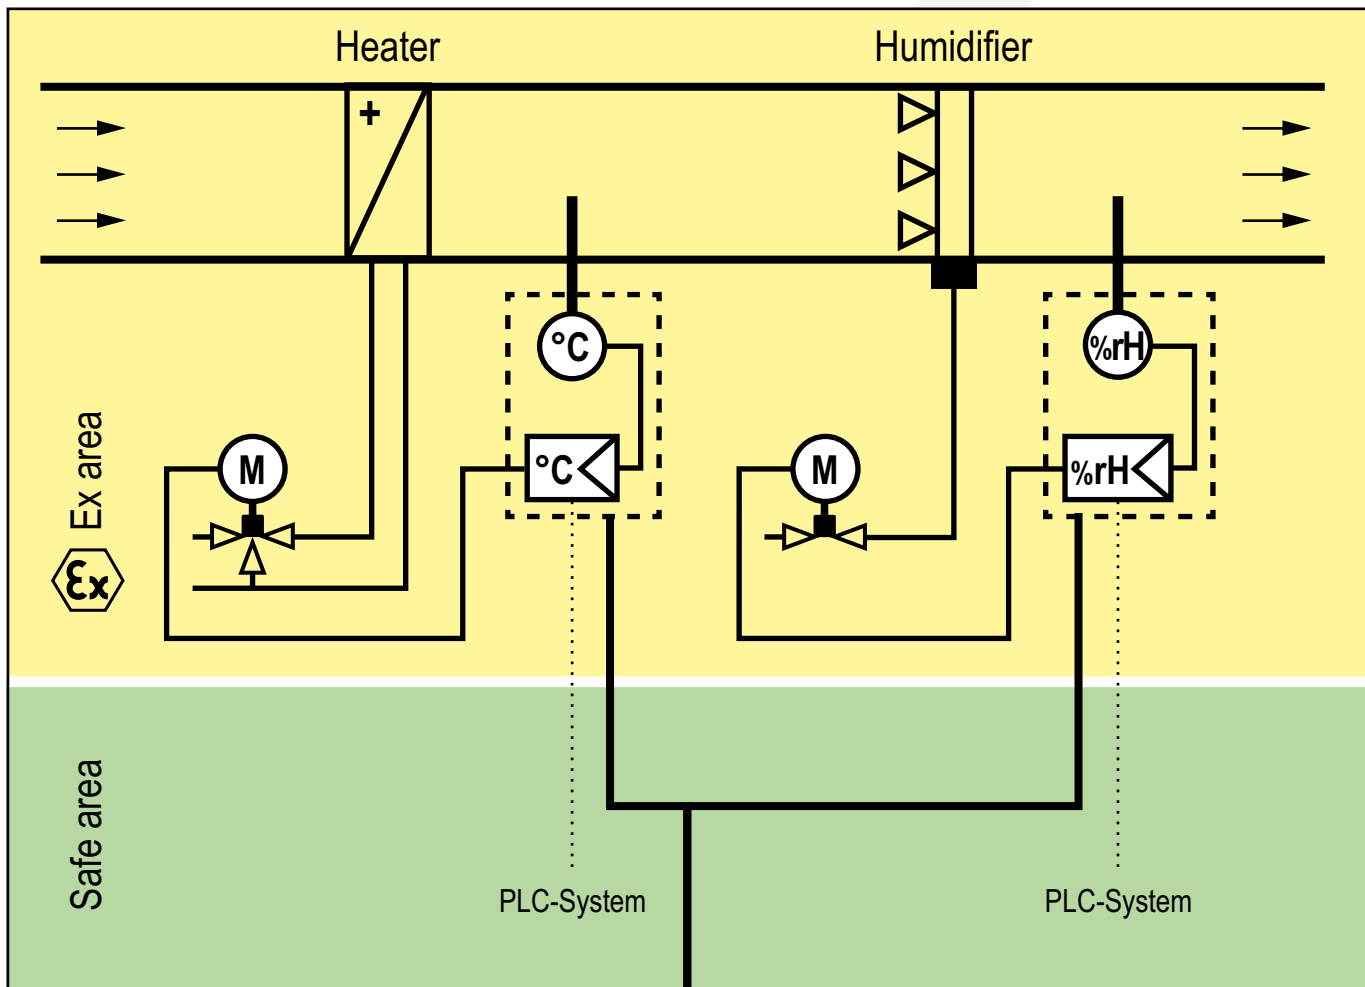 Heater
Humidifier
+
°C
%rH
Ex area
M
°C
M
%rH
Ex
Safe area
PLC-System
PLC-System